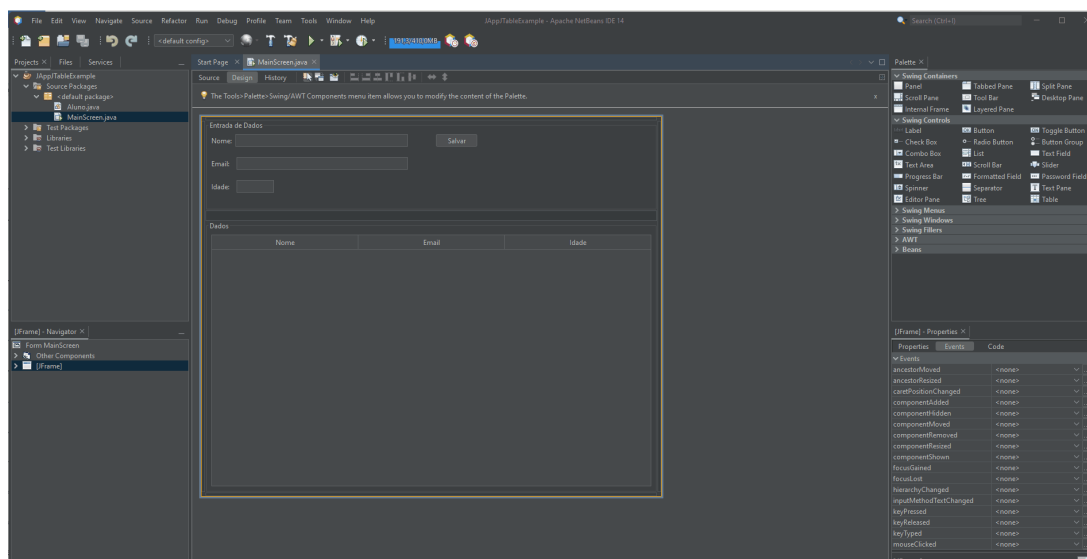 File Edit View Navigate Source Refactor Run Debug Profile Team Tools Window Help JAppJTableExample - Apache NetBeans IDE 14 Search (Ctrl+I)
<default config>
Projects Files Services
JAppJTableExample
Source Packages
<default package>
Aluno.java
MainScreen.java
Test Packages
Libraries
Test Libraries
[JFrame] - Navigator
Form MainScreen
Other Components
[JFrame]
Start Page MainScreen.java
Source Design History
The Tools>Palette>Swing/AWT Components menu item allows you to modify the content of the Palette. x
Entrada de Dados
Nome: Salvar
Email:
Idade:
Dados
Nome Email Idade
Palette
Swing Containers
Panel Tabbed Pane Split Pane
Scroll Pane Tool Bar Desktop Pane
Internal Frame Layered Pane
Swing Controls
Label Button Toggle Button
Check Box Radio Button Button Group
Combo Box List Text Field
Text Area Scroll Bar Slider
Progress Bar Formatted Field Password Field
Spinner Separator Text Pane
Editor Pane Tree Table
Swing Menus
Swing Windows
Swing Fillers
AWT
Beans
[JFrame] - Properties
Properties Events Code
Events
ancestorMoved <none>
ancestorResized <none>
caretPositionChanged <none>
componentAdded <none>
componentHidden <none>
componentMoved <none>
componentRemoved <none>
componentResized <none>
componentShown <none>
focusGained <none>
focusLost <none>
hierarchyChanged <none>
inputMethodTextChanged <none>
keyPressed <none>
keyReleased <none>
keyTyped <none>
mouseClicked <none>